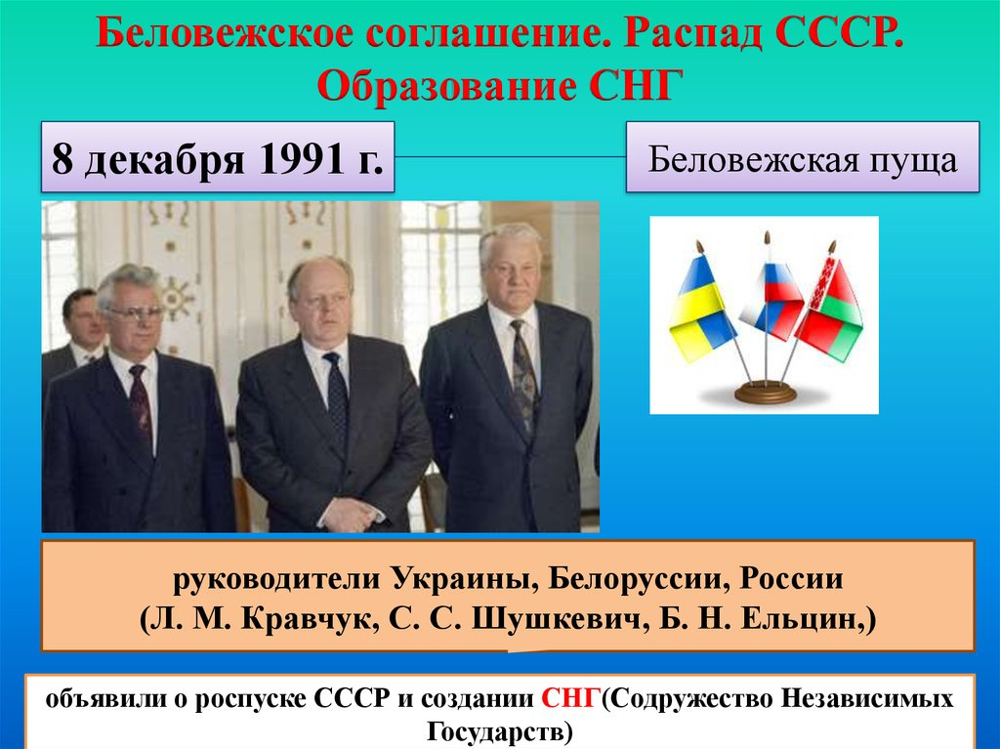 Беловежское соглашение. Распад СССР.
Образование СНГ
8 декабря 1991 г.
Беловежская пуща
руководители Украины, Белоруссии, России
(Л. М. Кравчук, С. С. Шушкевич, Б. Н. Ельцин,)
объявили о роспуске СССР и создании СНГ(Содружество Независимых
Государств)